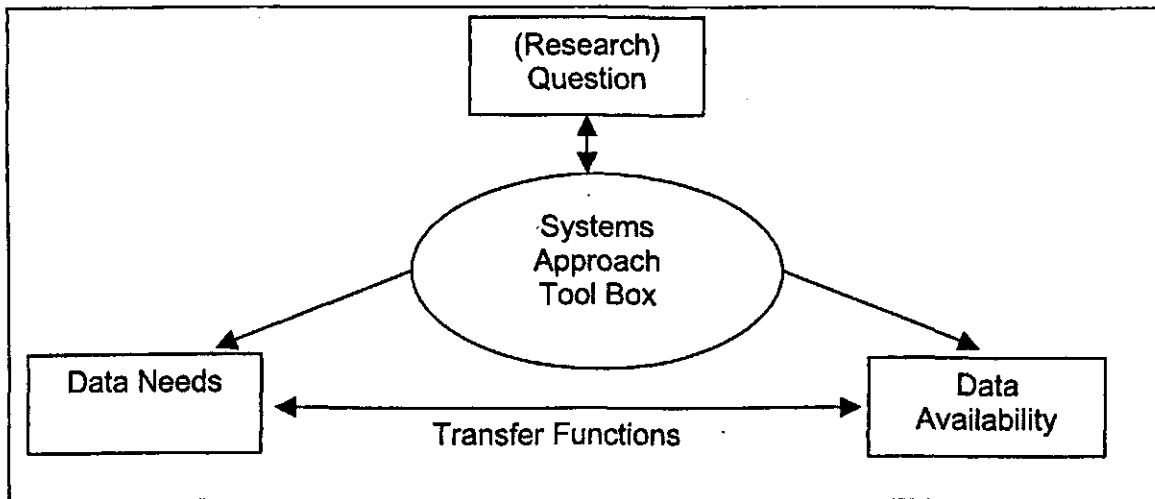 (Research)
Question
Systems
Approach
Tool Box
Data Needs
Data
Availability
Transfer Functions